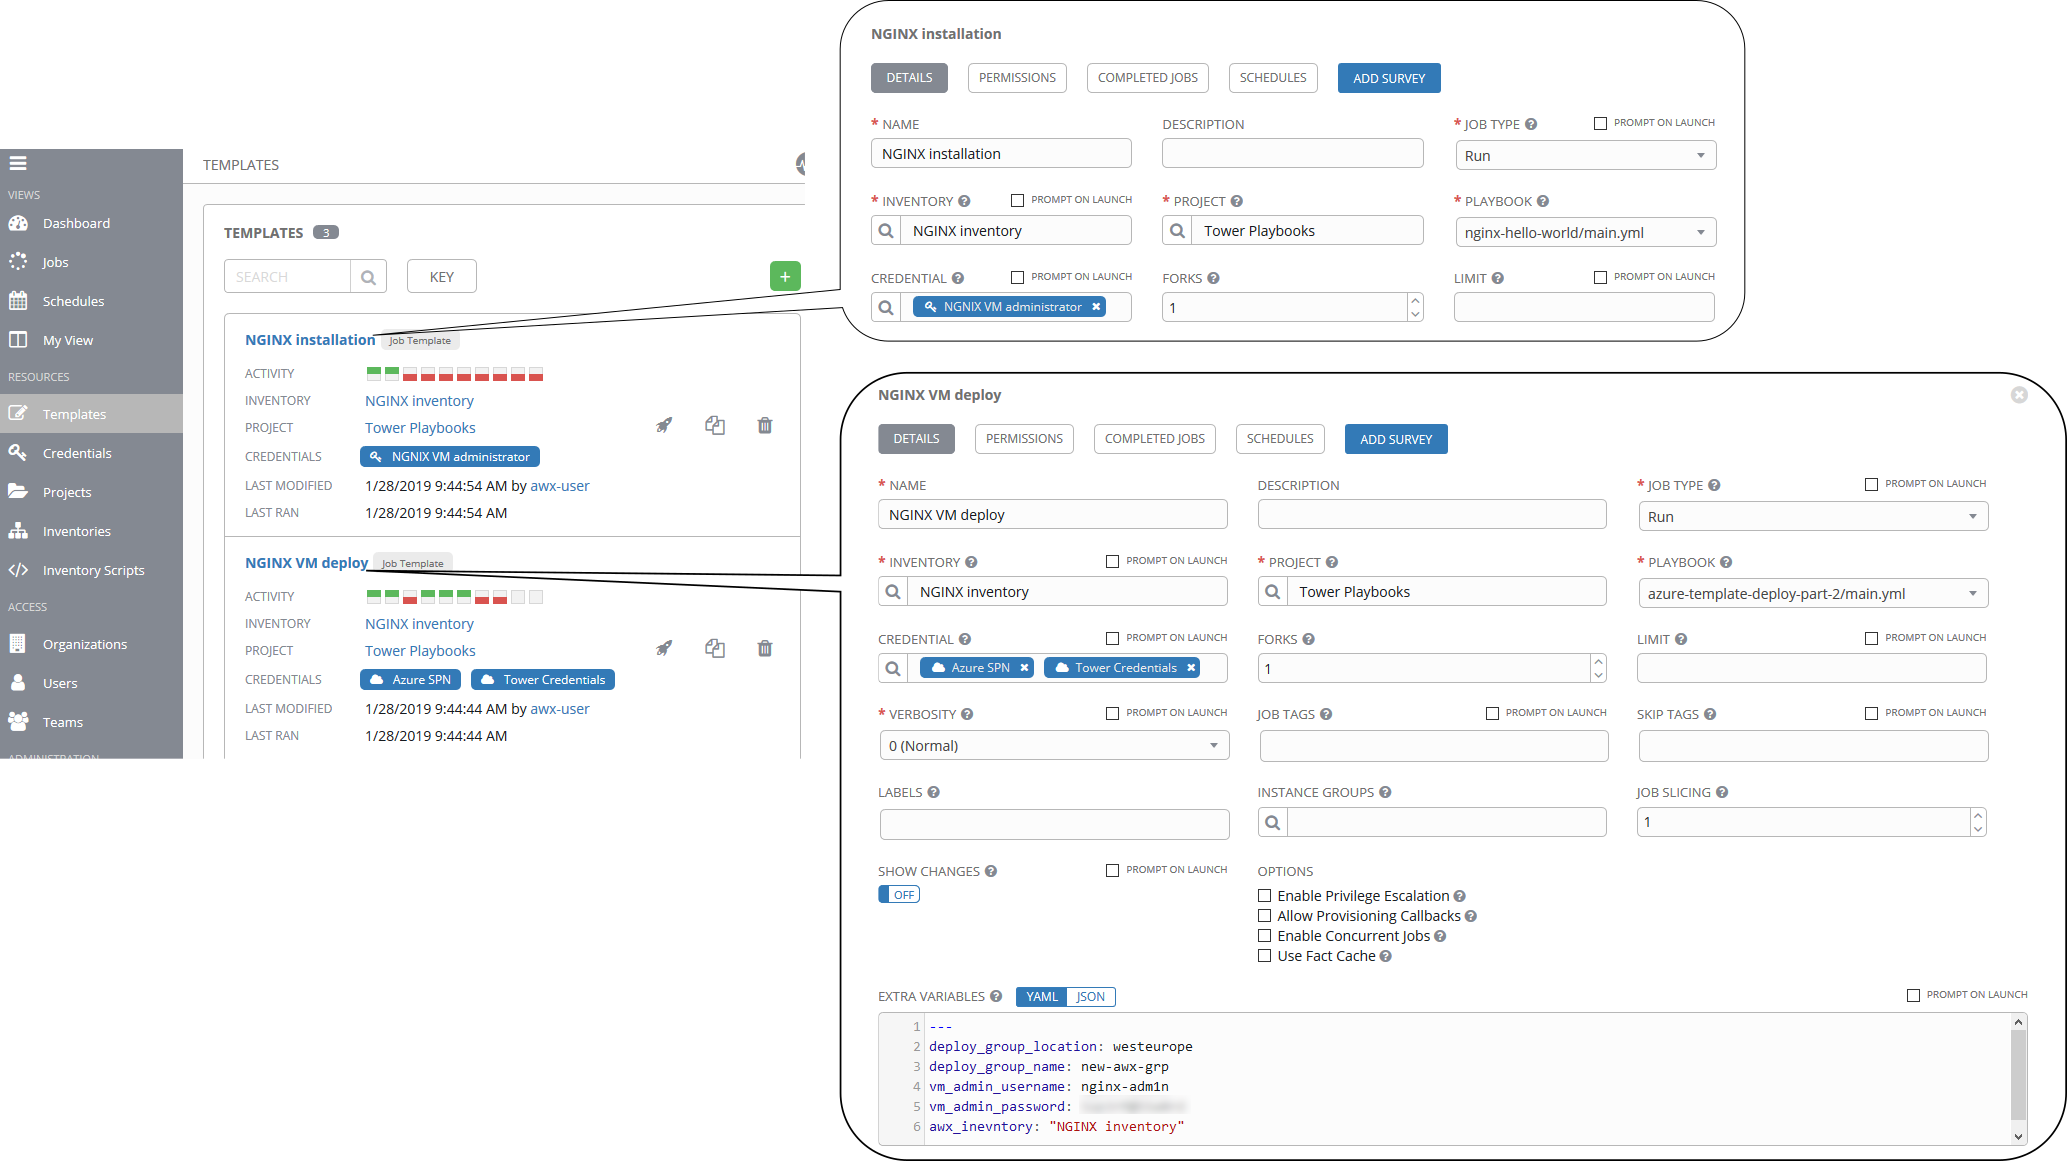 VIEWS
Dashboard
Jobs
Schedules
My View
RESOURCES
Templates
Credentials
Projects
Inventories
Inventory Scripts
ACCESS
Organizations
Users
Teams
ADMINISTRATION
TEMPLATES
TEMPLATES 3
SEARCH KEY +
NGINX installation Job Template
ACTIVITY
INVENTORY NGINX inventory
PROJECT Tower Playbooks
CREDENTIALS NGNIX VM administrator
LAST MODIFIED 1/28/2019 9:44:54 AM by awx-user
LAST RAN 1/28/2019 9:44:54 AM
NGINX VM deploy Job Template
ACTIVITY
INVENTORY NGINX inventory
PROJECT Tower Playbooks
CREDENTIALS Azure SPN Tower Credentials
LAST MODIFIED 1/28/2019 9:44:44 AM by awx-user
LAST RAN 1/28/2019 9:44:44 AM
NGINX installation
DETAILS PERMISSIONS COMPLETED JOBS SCHEDULES ADD SURVEY
* NAME DESCRIPTION * JOB TYPE ? PROMPT ON LAUNCH
NGINX installation Run
* INVENTORY ? PROMPT ON LAUNCH * PROJECT ? * PLAYBOOK ?
NGINX inventory Tower Playbooks nginx-hello-world/main.yml
CREDENTIAL ? PROMPT ON LAUNCH FORKS ? LIMIT ? PROMPT ON LAUNCH
NGNIX VM administrator × 1
NGINX VM deploy
DETAILS PERMISSIONS COMPLETED JOBS SCHEDULES ADD SURVEY
* NAME DESCRIPTION * JOB TYPE ? PROMPT ON LAUNCH
NGINX VM deploy Run
* INVENTORY ? PROMPT ON LAUNCH * PROJECT ? * PLAYBOOK ?
NGINX inventory Tower Playbooks azure-template-deploy-part-2/main.yml
CREDENTIAL ? PROMPT ON LAUNCH FORKS ? LIMIT ? PROMPT ON LAUNCH
Azure SPN × Tower Credentials × 1
* VERBOSITY ? PROMPT ON LAUNCH JOB TAGS ? PROMPT ON LAUNCH SKIP TAGS ? PROMPT ON LAUNCH
0 (Normal)
LABELS ? INSTANCE GROUPS ? JOB SLICING ?
1
SHOW CHANGES ? PROMPT ON LAUNCH OPTIONS
OFF Enable Privilege Escalation ?
Allow Provisioning Callbacks ?
Enable Concurrent Jobs ?
Use Fact Cache ?
EXTRA VARIABLES ? YAML JSON PROMPT ON LAUNCH
1 ---
2 deploy_group_location: westeurope
3 deploy_group_name: new-awx-grp
4 vm_admin_username: nginx-adm1n
5 vm_admin_password:
6 awx_inevntory: "NGINX inventory"